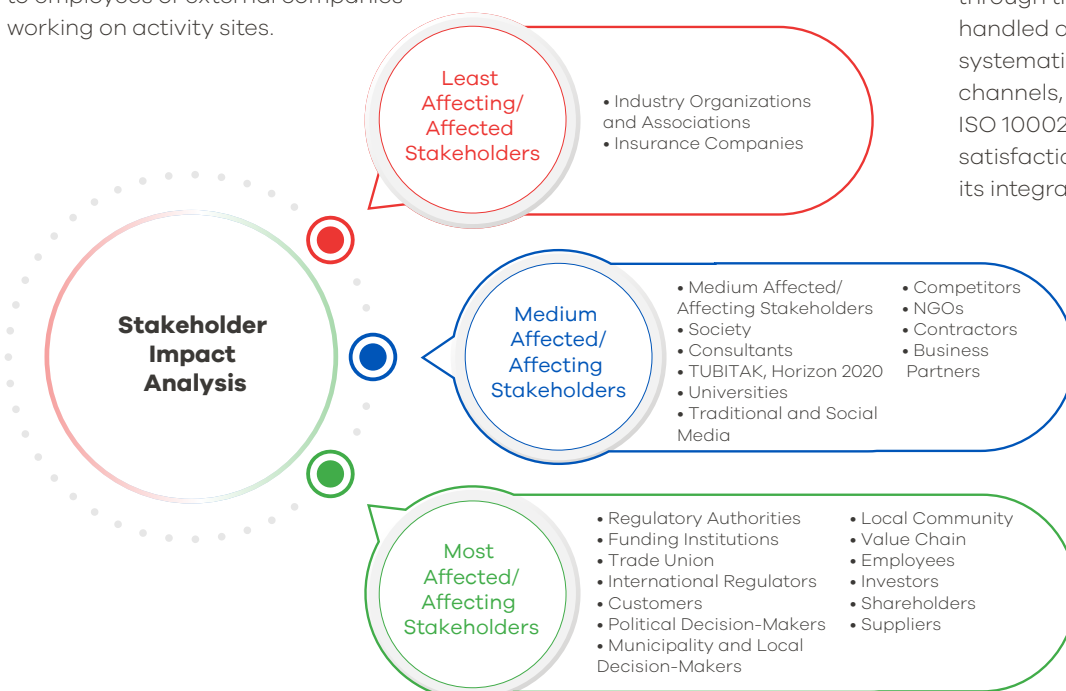 working on activity sites.
handled
systemati
channels,
ISO 10002
satisfactio
its integra
Least
Affecting/
Affected
Stakeholders
• Industry Organizations
and Associations
• Insurance Companies
Stakeholder
Impact
Analysis
Medium
Affected/
Affecting
Stakeholders
• Medium Affected/
Affecting Stakeholders
• Society
• Consultants
• TUBITAK, Horizon 2020
• Universities
• Traditional and Social
Media
• Competitors
• NGOs
• Contractors
• Business
Partners
Most
Affected/
Affecting
Stakeholders
• Regulatory Authorities
• Funding Institutions
• Trade Union
• International Regulators
• Customers
• Political Decision-Makers
• Municipality and Local
Decision-Makers
• Local Community
• Value Chain
• Employees
• Investors
• Shareholders
• Suppliers